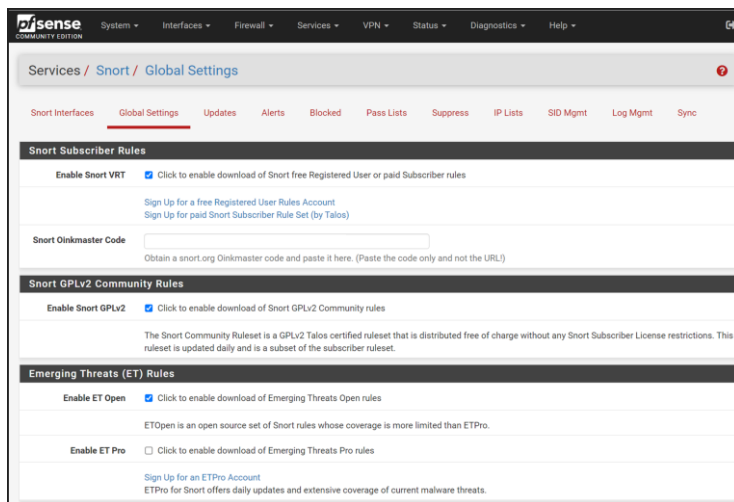 pfsense
COMMUNITY EDITION
System
Interfaces
Firewall
Services
VPN
Status
Diagnostics
Help
Services / Snort / Global Settings
Snort Interfaces
Global Settings
Updates
Alerts
Blocked
Pass Lists
Suppress
IP Lists
SID Mgmt
Log Mgmt
Sync
Snort Subscriber Rules
Enable Snort VRT
Click to enable download of Snort free Registered User or paid Subscriber rules
Sign Up for a free Registered User Rules Account
Sign Up for paid Snort Subscriber Rule Set (by Talos)
Snort Oinkmaster Code
Obtain a snort.org Oinkmaster code and paste it here. (Paste the code only and not the URL!)
Snort GPLv2 Community Rules
Enable Snort GPLv2
Click to enable download of Snort GPLv2 Community rules
The Snort Community Ruleset is a GPLv2 Talos certified ruleset that is distributed free of charge without any Snort Subscriber License restrictions. This
ruleset is updated daily and is a subset of the subscriber ruleset.
Emerging Threats (ET) Rules
Enable ET Open
Click to enable download of Emerging Threats Open rules
ETOpen is an open source set of Snort rules whose coverage is more limited than ETPro.
Enable ET Pro
Click to enable download of Emerging Threats Pro rules
Sign Up for an ETPro Account
ETPro for Snort offers daily updates and extensive coverage of current malware threats.